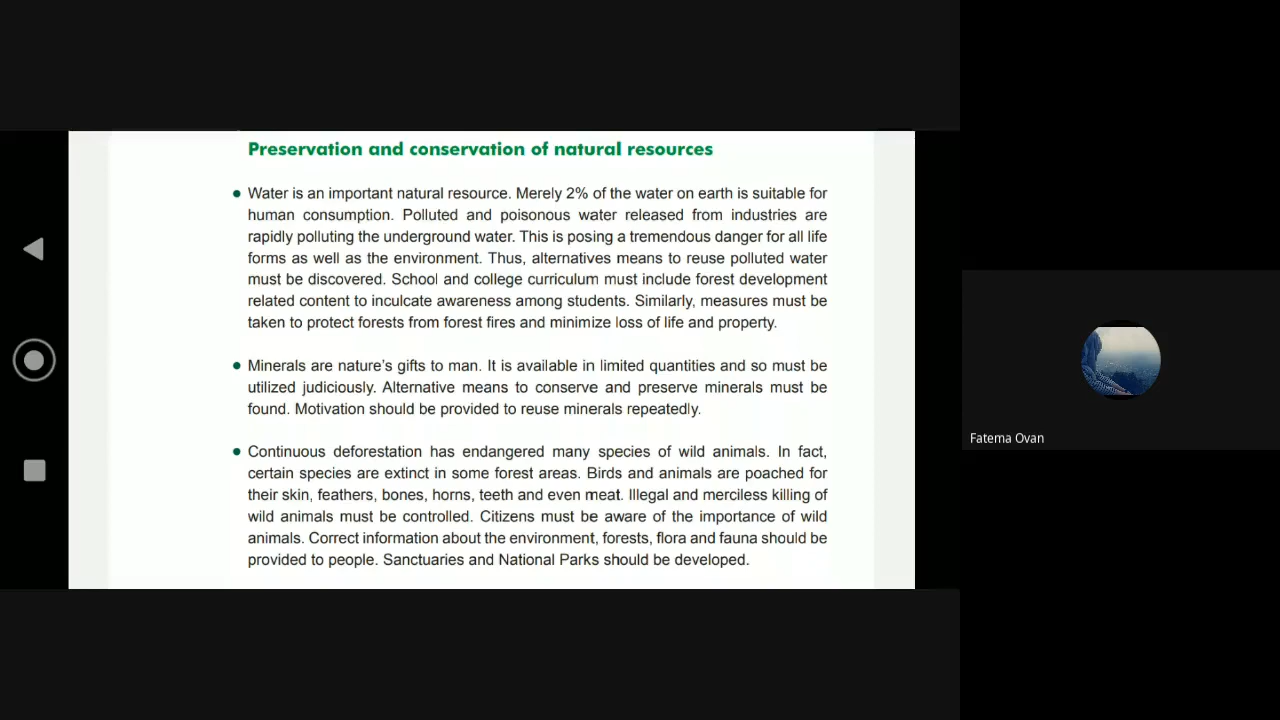 Preservation and conservation of natural resources
Water is an important natural resource. Merely 2% of the water on earth is suitable for
human consumption. Polluted and poisonous water released from industries are
rapidly polluting the underground water. This is posing a tremendous danger for all life
forms as well as the environment. Thus, alternatives means to reuse polluted water
must be discovered. School and college curriculum must include forest development
related content to inculcate awareness among students. Similarly, measures must be
taken to protect forests from forest fires and minimize loss of life and property.
Minerals are nature's gifts to man. It is available in limited quantities and so must be
utilized judiciously. Alternative means to conserve and preserve minerals must be
found. Motivation should be provided to reuse minerals repeatedly.
Continuous deforestation has endangered many species of wild animals. In fact,
certain species are extinct in some forest areas. Birds and animals are poached for
their skin, feathers, bones, horns, teeth and even meat. Illegal and merciless killing of
wild animals must be controlled. Citizens must be aware of the importance of wild
animals. Correct information about the environment, forests, flora and fauna should be
provided to people. Sanctuaries and National Parks should be developed.
Fatema Ovan